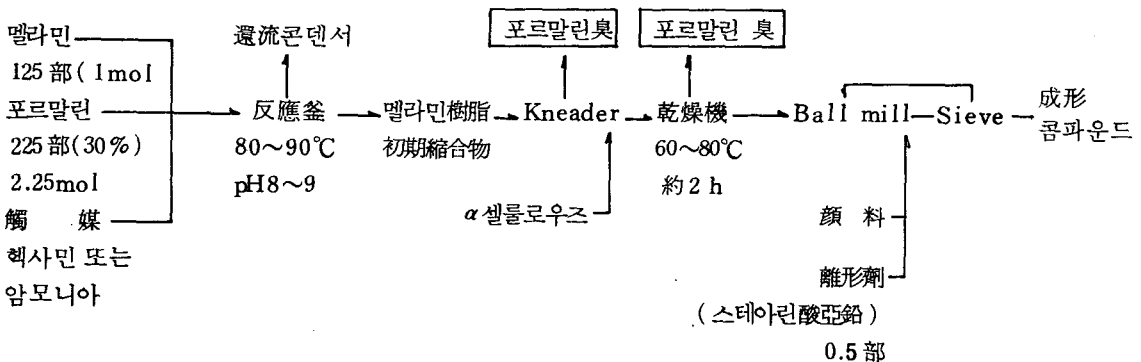 멜라민
125部(1mol
포르말린
225部(30%)
2.25mol
觸 媒
헥사민 또는
암모니아
還流콘덴서
反應釜
80~90℃
pH8~9
멜라민樹脂
初期縮合物
포르말린臭
Kneader
α셀룰로우즈
포르말린 臭
乾燥機
60~80℃
約2h
Ball mill
Sieve
顔 料
離形劑
(스테아린酸亞鉛)
0.5部
成形
콤파운드